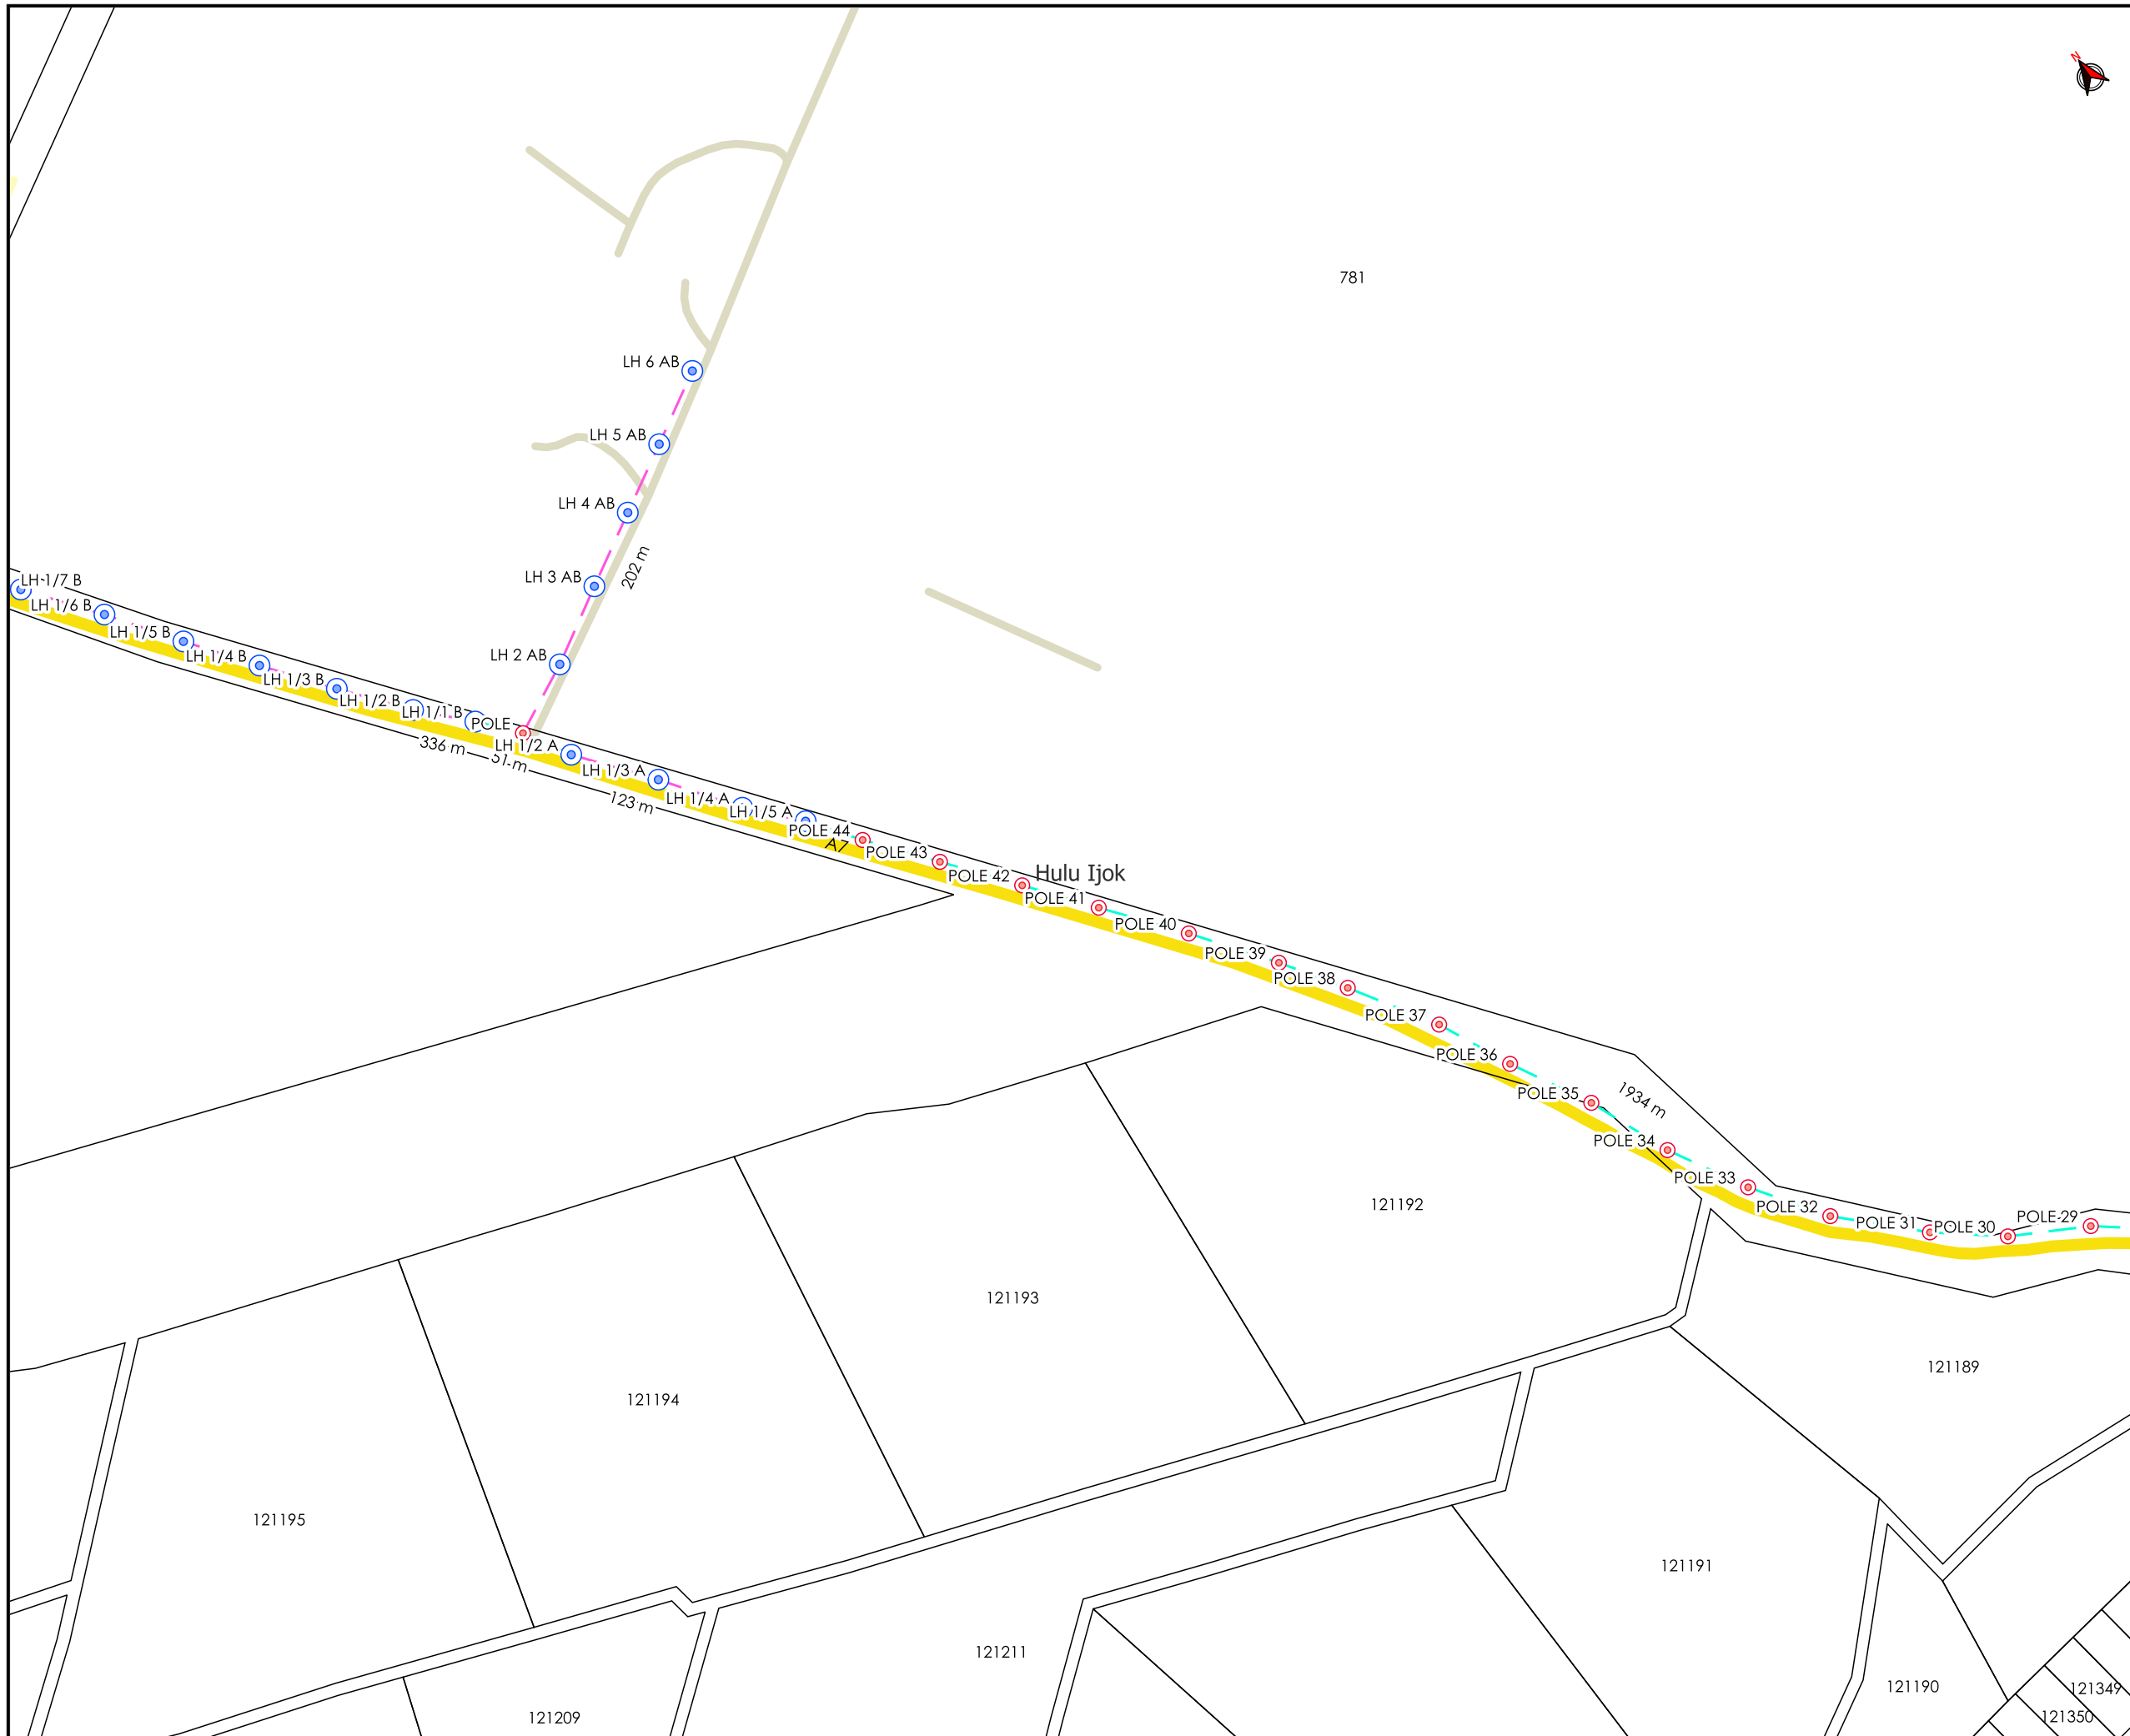 N
781
LH 6 AB
LH 5 AB
LH 4 AB
202 m
LH 3 AB
LH 2 AB
LH 1/7 B
LH 1/6 B
LH 1/5 B
LH 1/4 B
LH 1/3 B
LH 1/2 B
LH 1/1 B
POLE
LH 1/2 A
336 m
51 m
LH 1/3 A
123 m
LH 1/4 A
LH 1/5 A
POLE 44
A7
POLE 43
Hulu Ijok
POLE 42
POLE 41
POLE 40
POLE 39
POLE 38
POLE 37
POLE 36
POLE 35
1934 m
POLE 34
POLE 33
POLE 32
POLE 31
POLE 30
POLE 29
121192
121193
121189
121194
121195
121191
121211
121190
121349
121209
121350